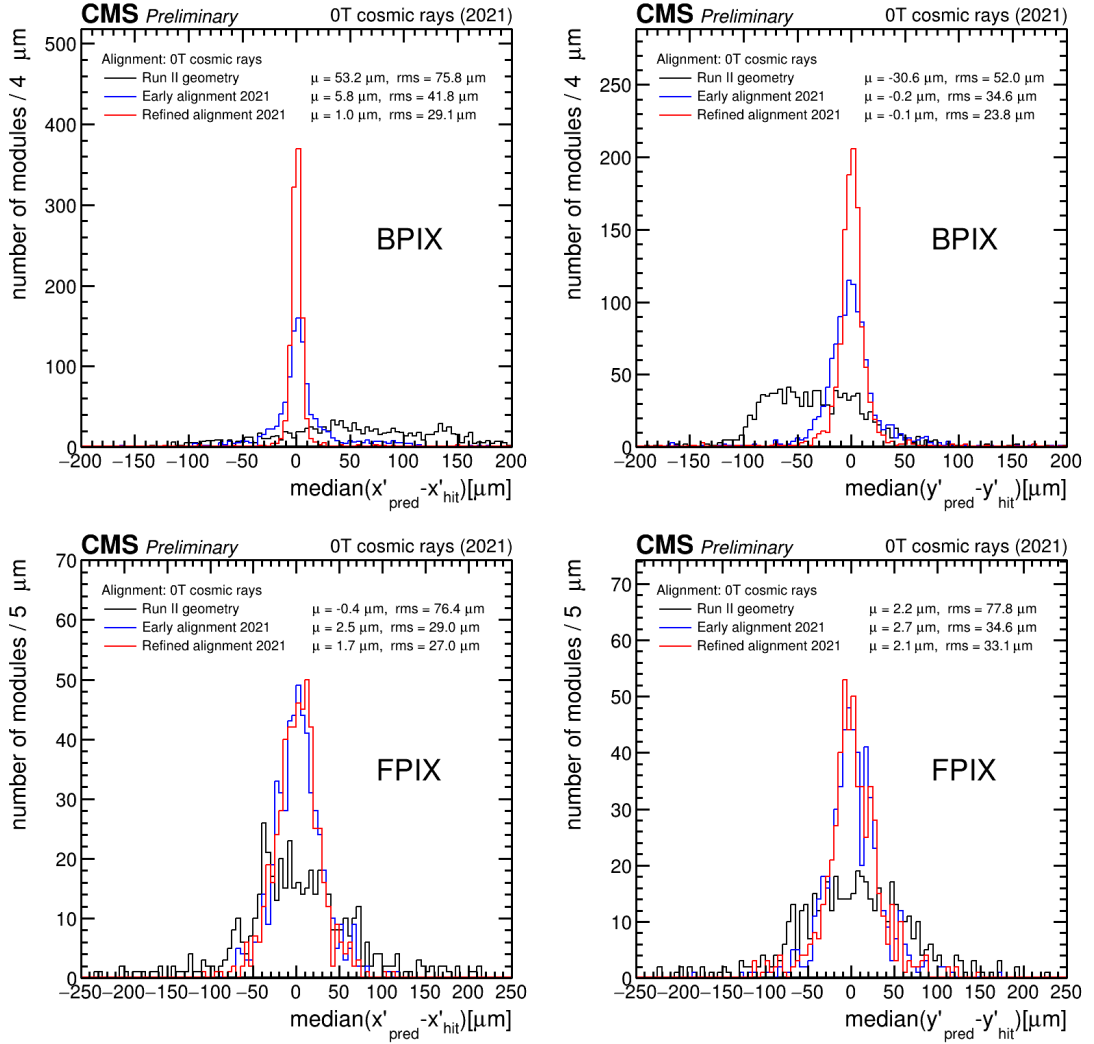 CMS Preliminary 0T cosmic rays (2021)
number of modules / 4 μm
500
400
300
200
100
0
Alignment: 0T cosmic rays
Run II geometry μ = 53.2 μm, rms = 75.8 μm
Early alignment 2021 μ = 5.8 μm, rms = 41.8 μm
Refined alignment 2021 μ = 1.0 μm, rms = 29.1 μm
BPIX
−200 −150 −100 −50 0 50 100 150 200
median(x'pred-x'hit)[μm]
CMS Preliminary 0T cosmic rays (2021)
number of modules / 4 μm
250
200
150
100
50
0
Alignment: 0T cosmic rays
Run II geometry μ = -30.6 μm, rms = 52.0 μm
Early alignment 2021 μ = -0.2 μm, rms = 34.6 μm
Refined alignment 2021 μ = -0.1 μm, rms = 23.8 μm
BPIX
−200 −150 −100 −50 0 50 100 150 200
median(y'pred-y'hit)[μm]
CMS Preliminary 0T cosmic rays (2021)
number of modules / 5 μm
70
60
50
40
30
20
10
0
Alignment: 0T cosmic rays
Run II geometry μ = -0.4 μm, rms = 76.4 μm
Early alignment 2021 μ = 2.5 μm, rms = 29.0 μm
Refined alignment 2021 μ = 1.7 μm, rms = 27.0 μm
FPIX
−250 −200 −150 −100 −50 0 50 100 150 200 250
median(x'pred-x'hit)[μm]
CMS Preliminary 0T cosmic rays (2021)
number of modules / 5 μm
70
60
50
40
30
20
10
0
Alignment: 0T cosmic rays
Run II geometry μ = 2.2 μm, rms = 77.8 μm
Early alignment 2021 μ = 2.7 μm, rms = 34.6 μm
Refined alignment 2021 μ = 2.1 μm, rms = 33.1 μm
FPIX
−250 −200 −150 −100 −50 0 50 100 150 200 250
median(y'pred-y'hit)[μm]